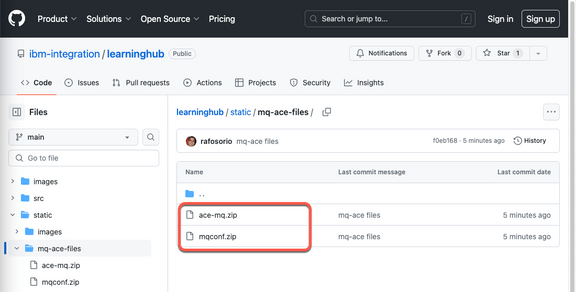 Product Solutions Open Source Pricing Search or jump to... / Sign in Sign up
ibm-integration / learninghub Public Notifications Fork 0 Star 1
Code Issues Pull requests Actions Projects Security Insights
Files
main
Go to file
images
src
static
images
mq-ace-files
ace-mq.zip
mqconf.zip
learninghub / static / mq-ace-files /
rafosorio mq-ace files f0eb168 · 5 minutes ago History
Name Last commit message Last commit date
..
ace-mq.zip mq-ace files 5 minutes ago
mqconf.zip mq-ace files 5 minutes ago